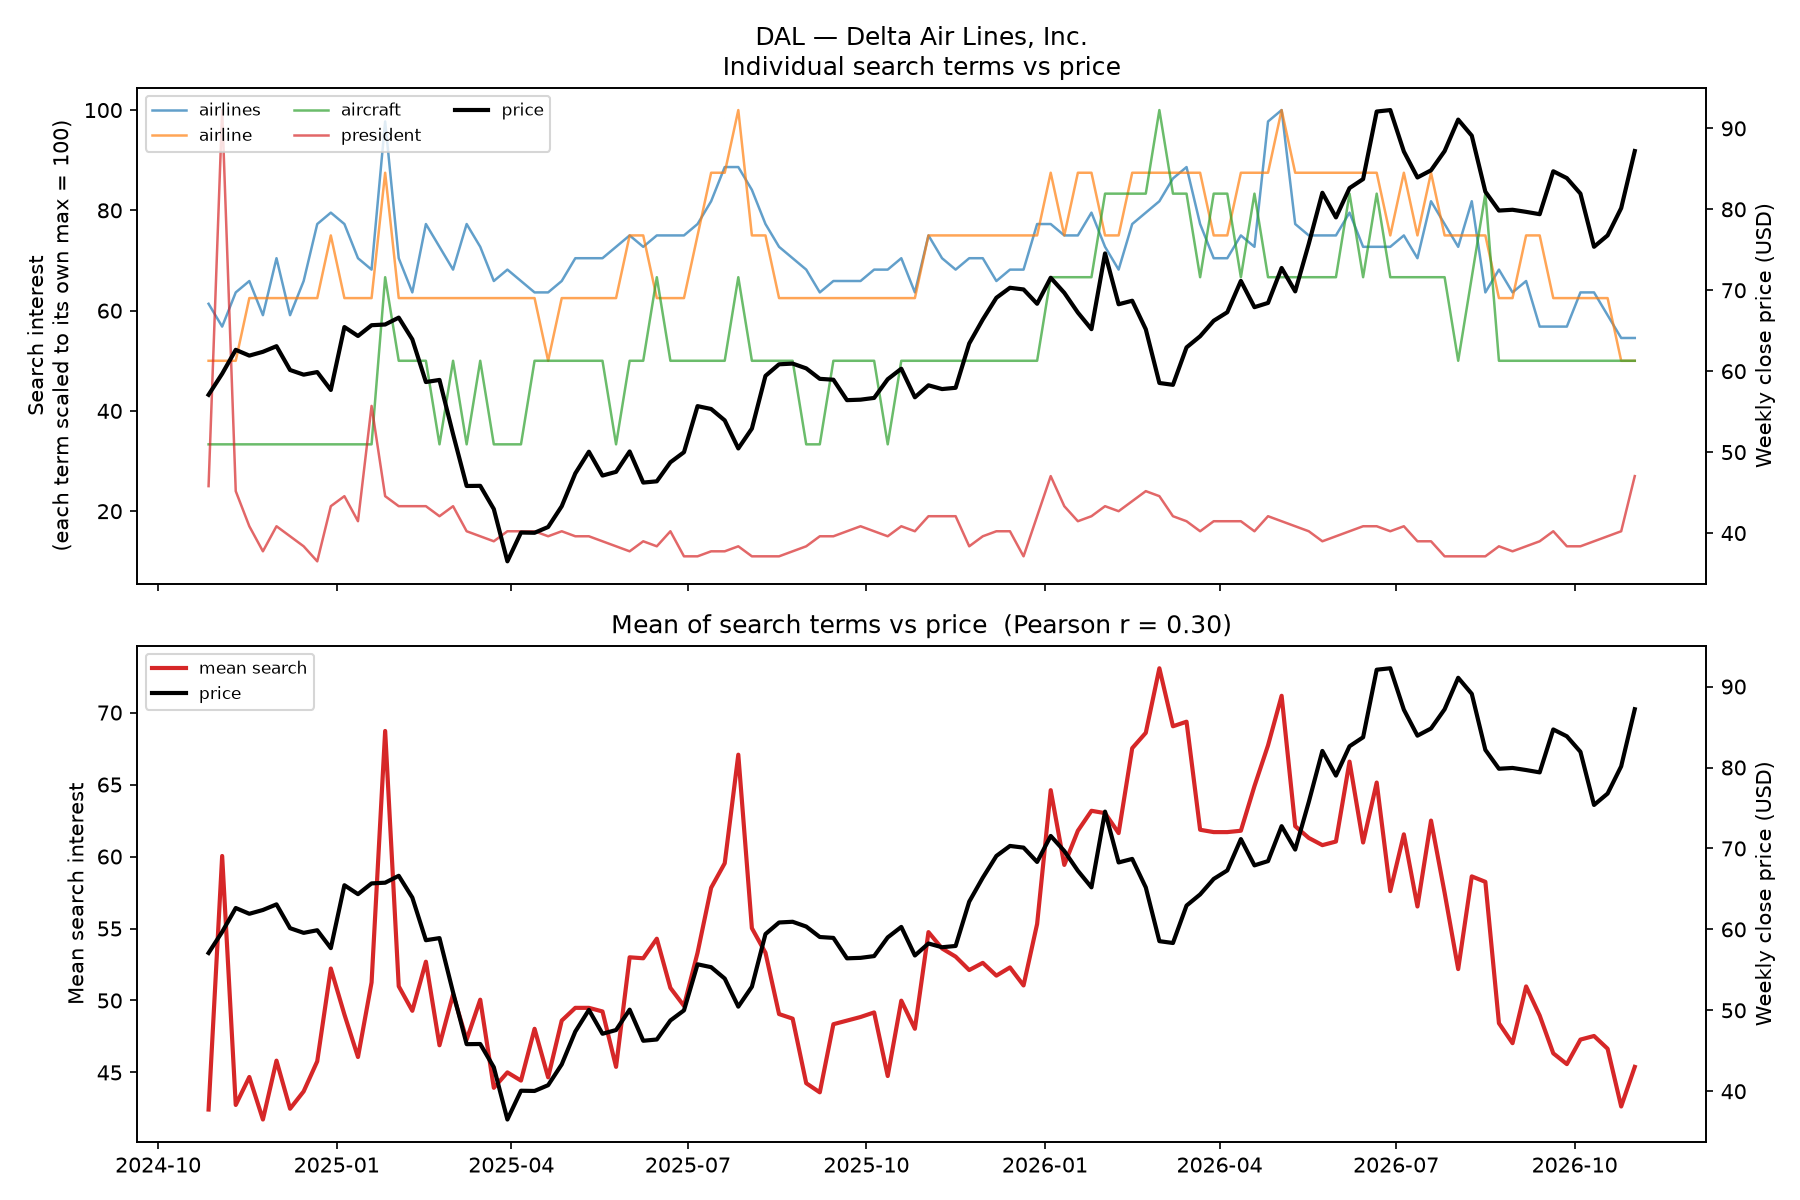 DAL — Delta Air Lines, Inc.
Individual search terms vs price
airlines
airline
aircraft
president
price
Search interest
(each term scaled to its own max = 100)
100
80
60
40
20
Weekly close price (USD)
90
80
70
60
50
40
Mean of search terms vs price (Pearson r = 0.30)
mean search
price
Mean search interest
70
65
60
55
50
45
Weekly close price (USD)
90
80
70
60
50
40
2024-10
2025-01
2025-04
2025-07
2025-10
2026-01
2026-04
2026-07
2026-10